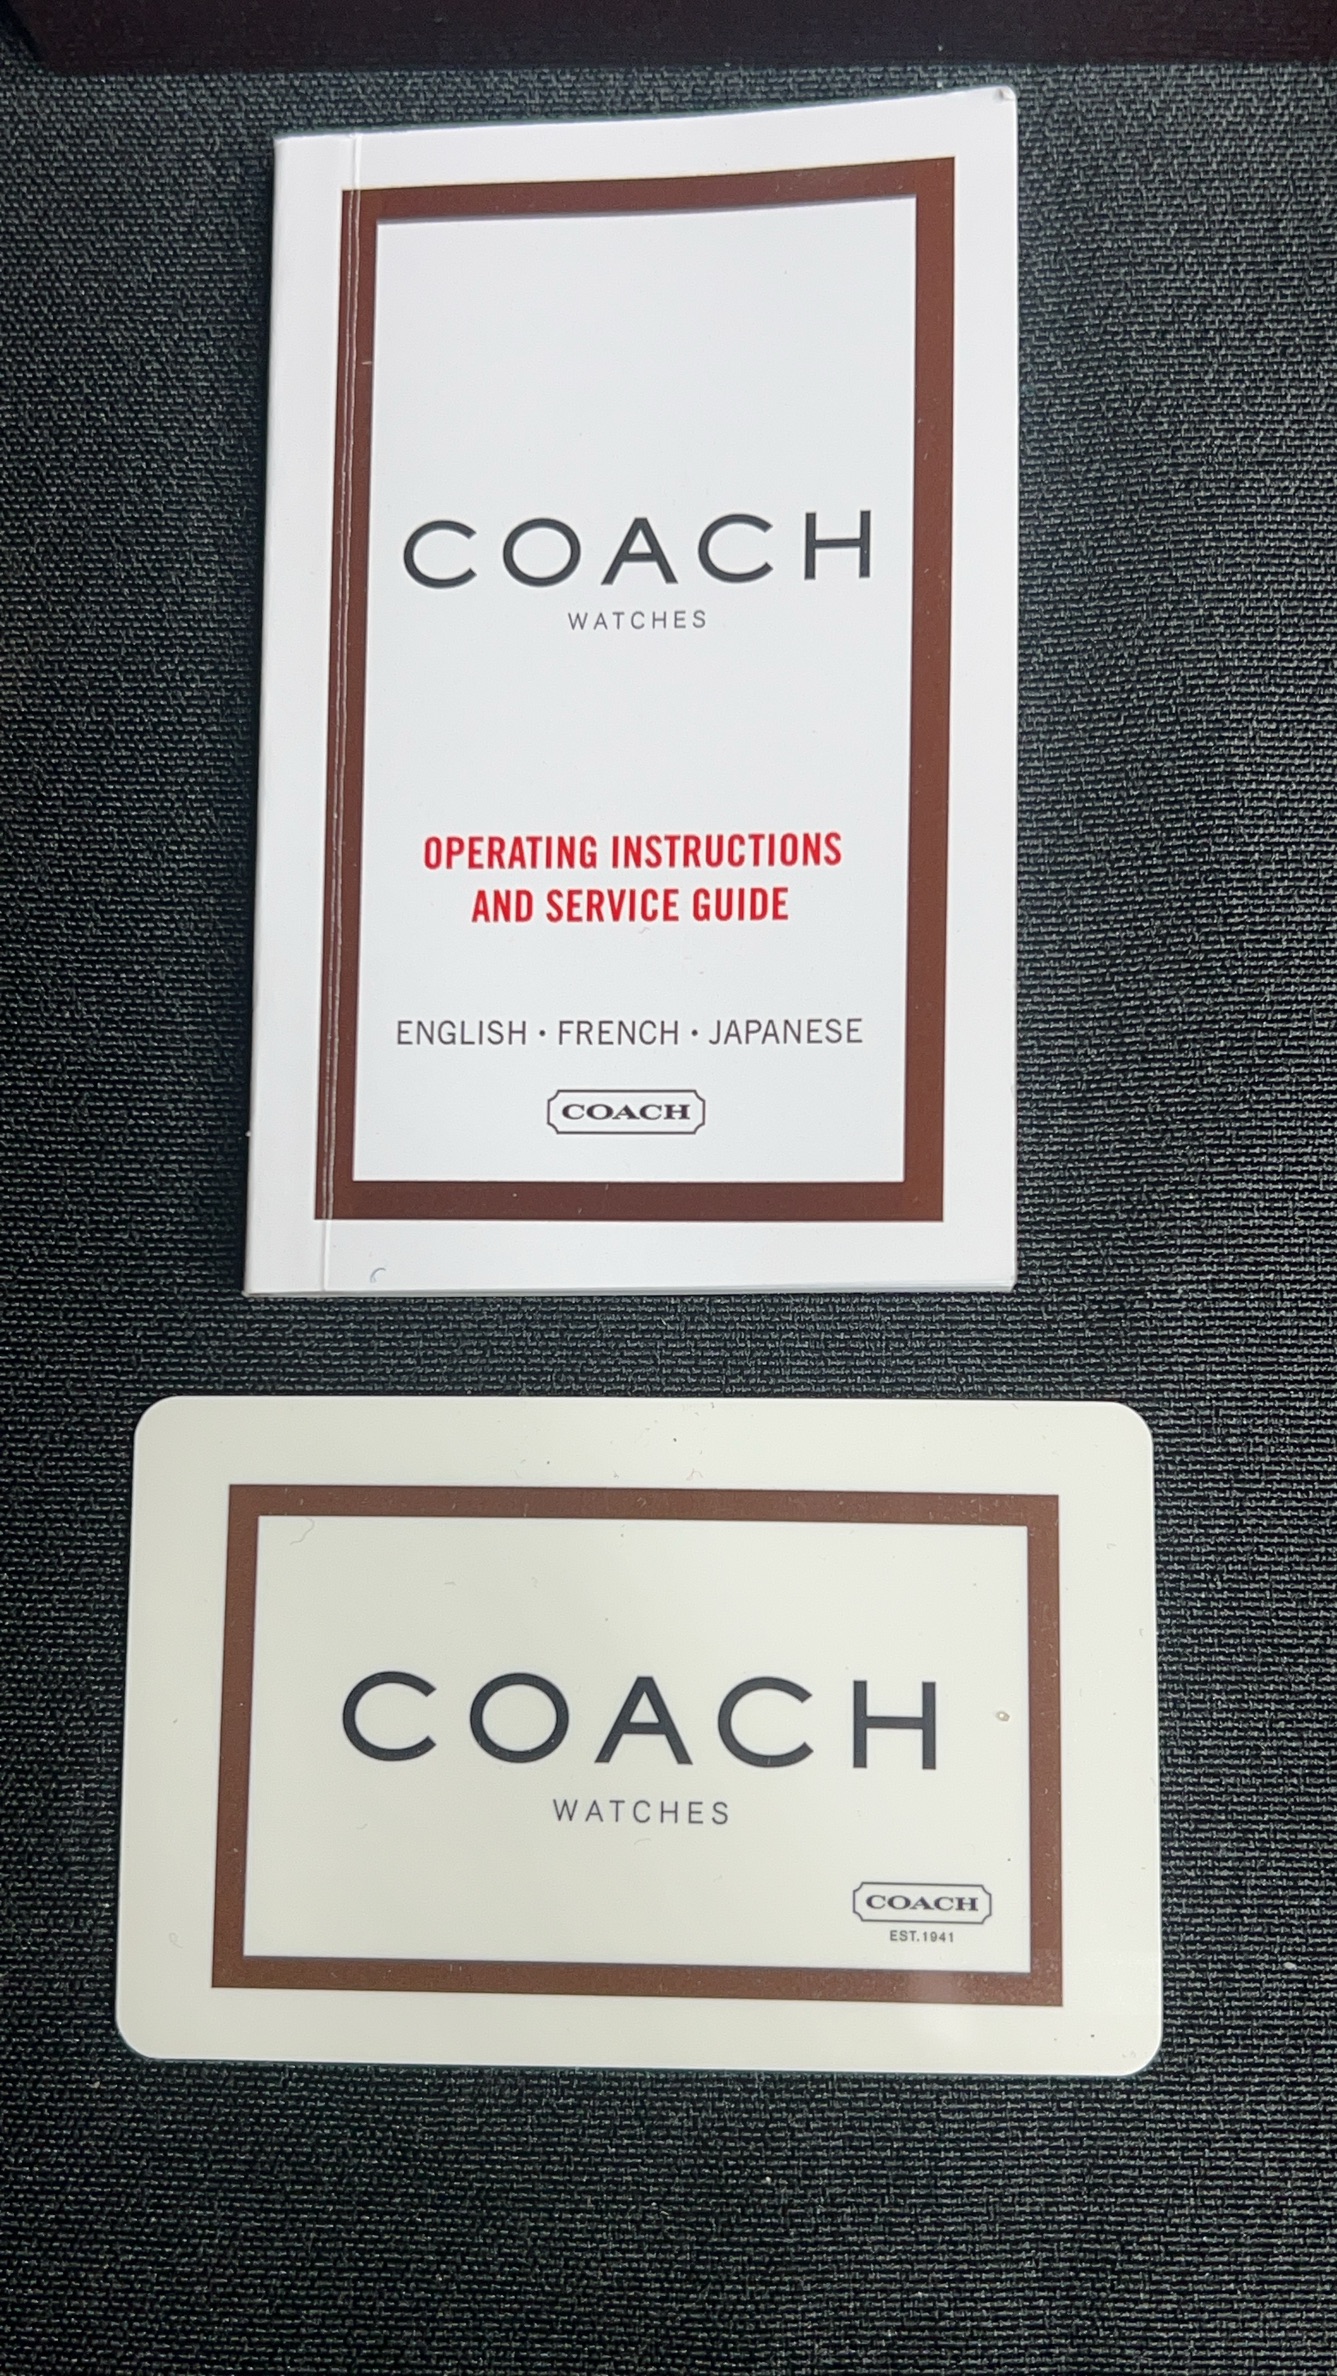 COACH
WATCHES
OPERATING INSTRUCTIONS
AND SERVICE GUIDE
ENGLISH • FRENCH • JAPANESE
COACH
COACH
WATCHES
COACH
EST.1941